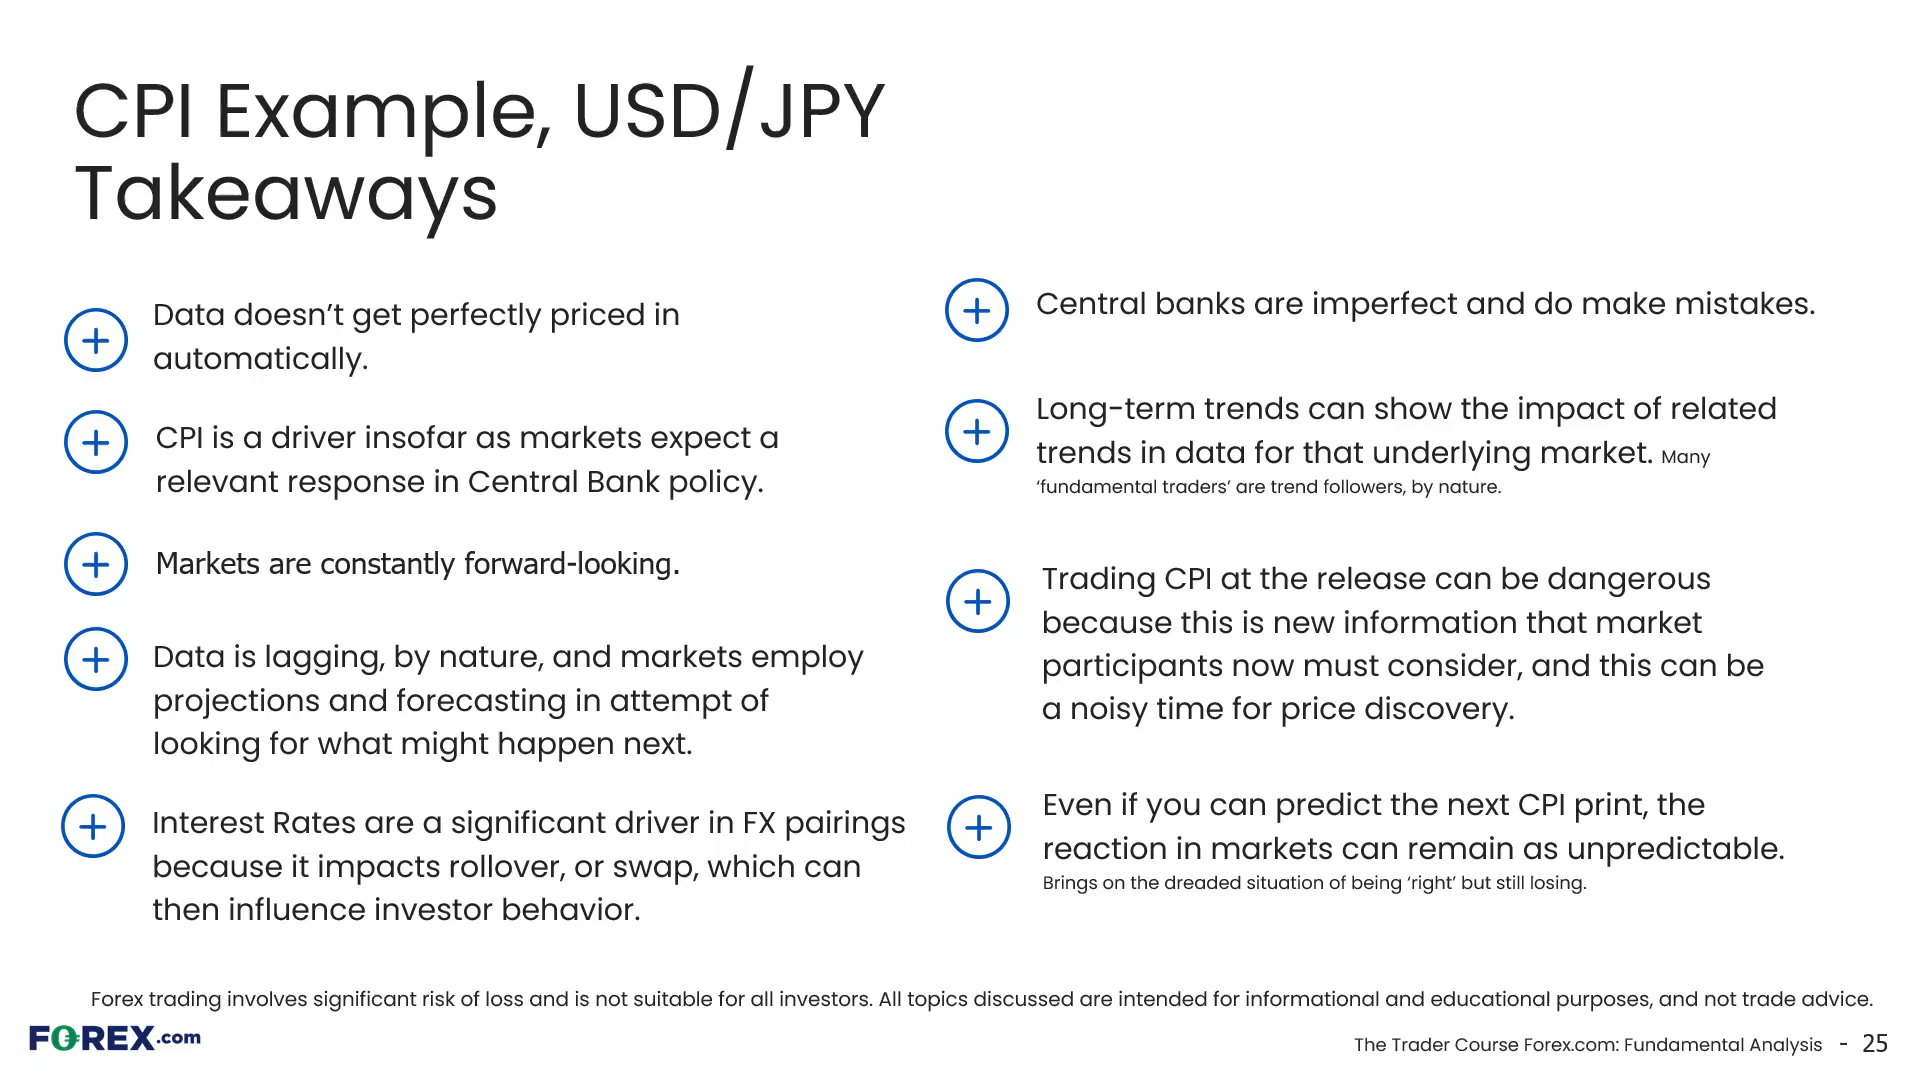 CPI Example, USD/JPY
Takeaways
Data doesn’t get perfectly priced in
automatically.
CPI is a driver insofar as markets expect a
relevant response in Central Bank policy.
Markets are constantly forward-looking.
Data is lagging, by nature, and markets employ
projections and forecasting in attempt of
looking for what might happen next.
Interest Rates are a significant driver in FX pairings
because it impacts rollover, or swap, which can
then influence investor behavior.
Central banks are imperfect and do make mistakes.
Long-term trends can show the impact of related
trends in data for that underlying market. Many
‘fundamental traders’ are trend followers, by nature.
Trading CPI at the release can be dangerous
because this is new information that market
participants now must consider, and this can be
a noisy time for price discovery.
Even if you can predict the next CPI print, the
reaction in markets can remain as unpredictable.
Brings on the dreaded situation of being ‘right’ but still losing.
Forex trading involves significant risk of loss and is not suitable for all investors. All topics discussed are intended for informational and educational purposes, and not trade advice.
FOREX.com
The Trader Course Forex.com: Fundamental Analysis - 25